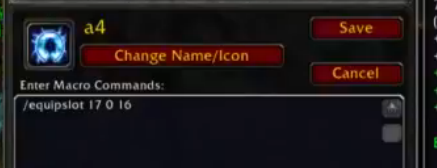 a4
Save
Change Name/Icon
Cancel
Enter Macro Commands:
/equipslot 17 0 16